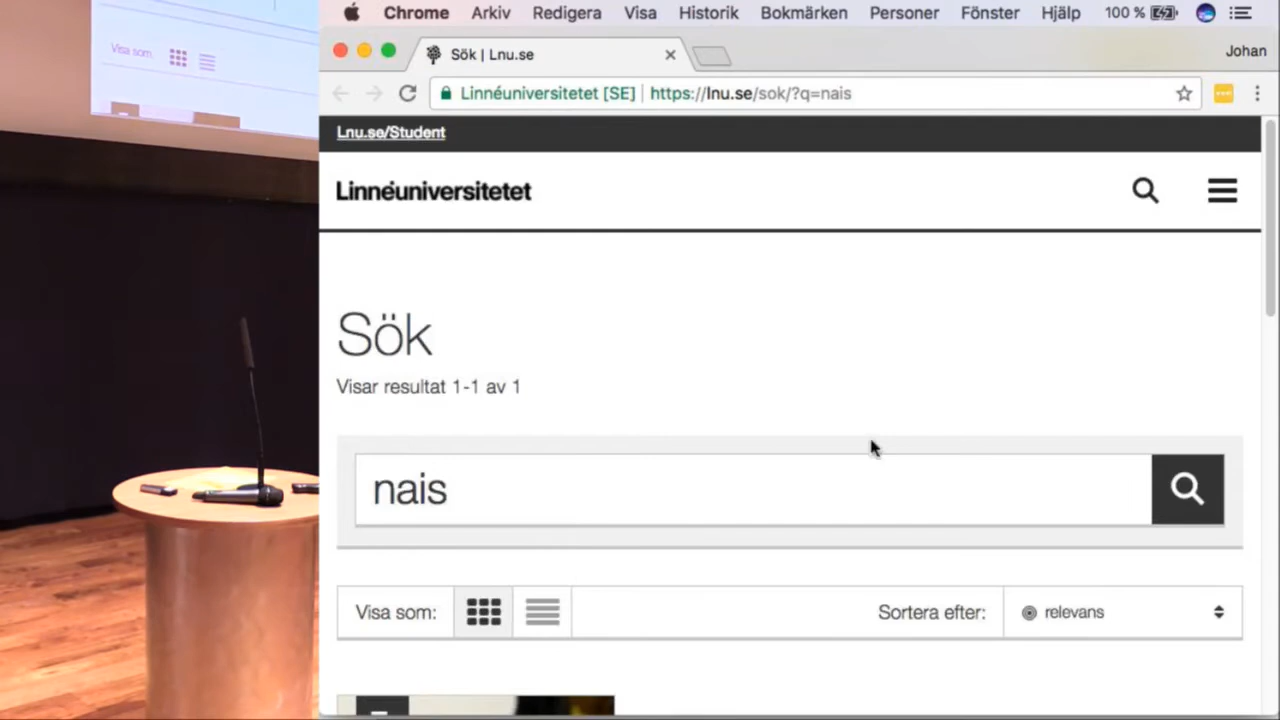 Visa som:
Chrome Arkiv Redigera Visa Historik Bokmärken Personer Fönster Hjälp 100 %
Sök | Lnu.se
Johan
Linnéuniversitetet [SE] https://lnu.se/sok/?q=nais
Lnu.se/Student
Linnéuniversitetet
Sök
Visar resultat 1-1 av 1
nais
Visa som: Sortera efter: relevans